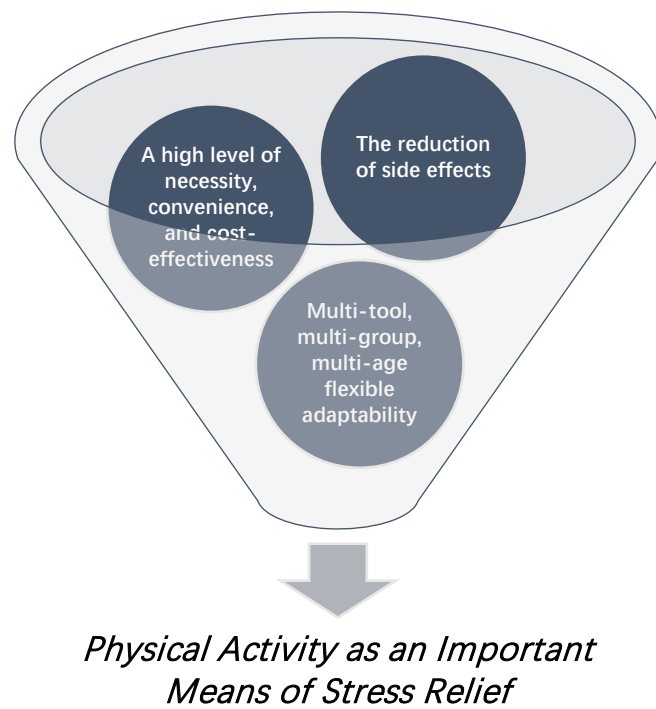 A high level of
necessity,
convenience,
and cost-
effectiveness
The reduction
of side effects
Multi-tool,
multi-group,
multi-age
flexible
adaptability
Physical Activity as an Important
Means of Stress Relief